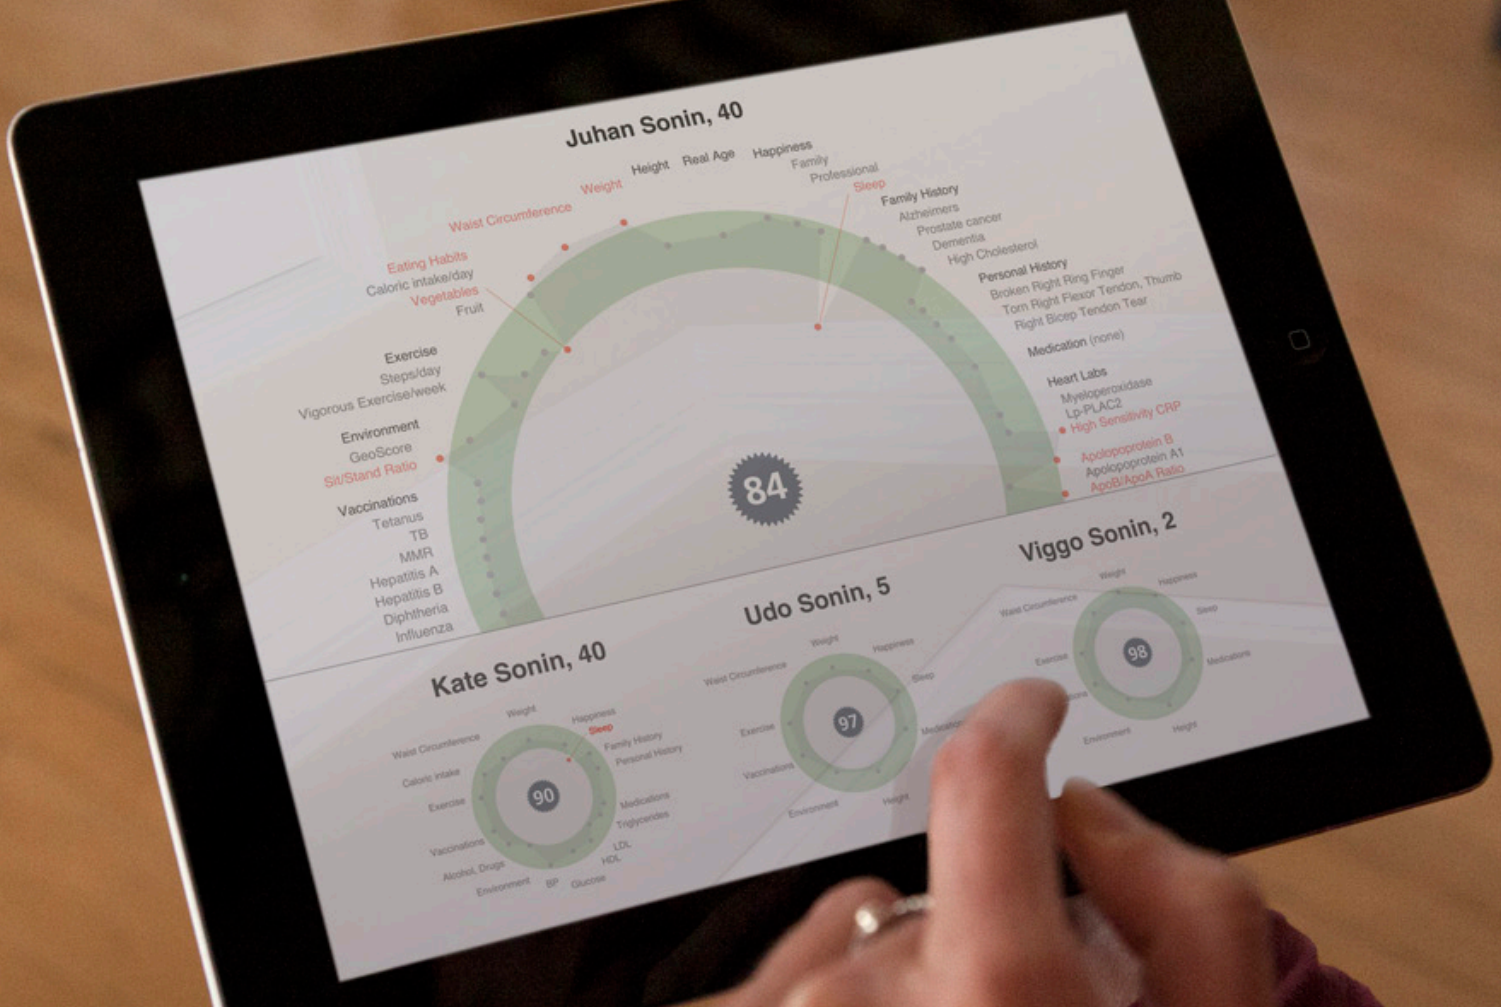 Juhan Sonin, 40
Height
Real Age
Happiness
Family
Professional
Sleep
Family History
Alzheimers
Prostate cancer
Dementia
High Cholesterol
Personal History
Broken Right Ring Finger
Torn Right Flexor Tendon, Thumb
Right Bicep Tendon Tear
Medication (none)
Heart Labs
Myeloperoxidase
Lp-PLAC2
High Sensitivity CRP
Apolopoprotein B
Apolopoprotein A1
ApoB/ApoA Ratio
Weight
Waist Circumference
Eating Habits
Caloric intake/day
Vegetables
Fruit
Exercise
Steps/day
Vigorous Exercise/week
Environment
GeoScore
Sit/Stand Ratio
Vaccinations
Tetanus
TB
MMR
Hepatitis A
Hepatitis B
Diphtheria
Influenza
84
Kate Sonin, 40
Weight
Happiness
Sleep
Family History
Personal History
Medications
Triglycerides
LDL
HDL
Glucose
BP
Environment
Alcohol, Drugs
Vaccinations
Exercise
Caloric intake
Waist Circumference
90
Udo Sonin, 5
Weight
Happiness
Sleep
Height
Environment
Vaccinations
Exercise
Waist Circumference
97
Viggo Sonin, 2
Weight
Happiness
Sleep
Medications
Height
Environment
Exercise
Waist Circumference
98